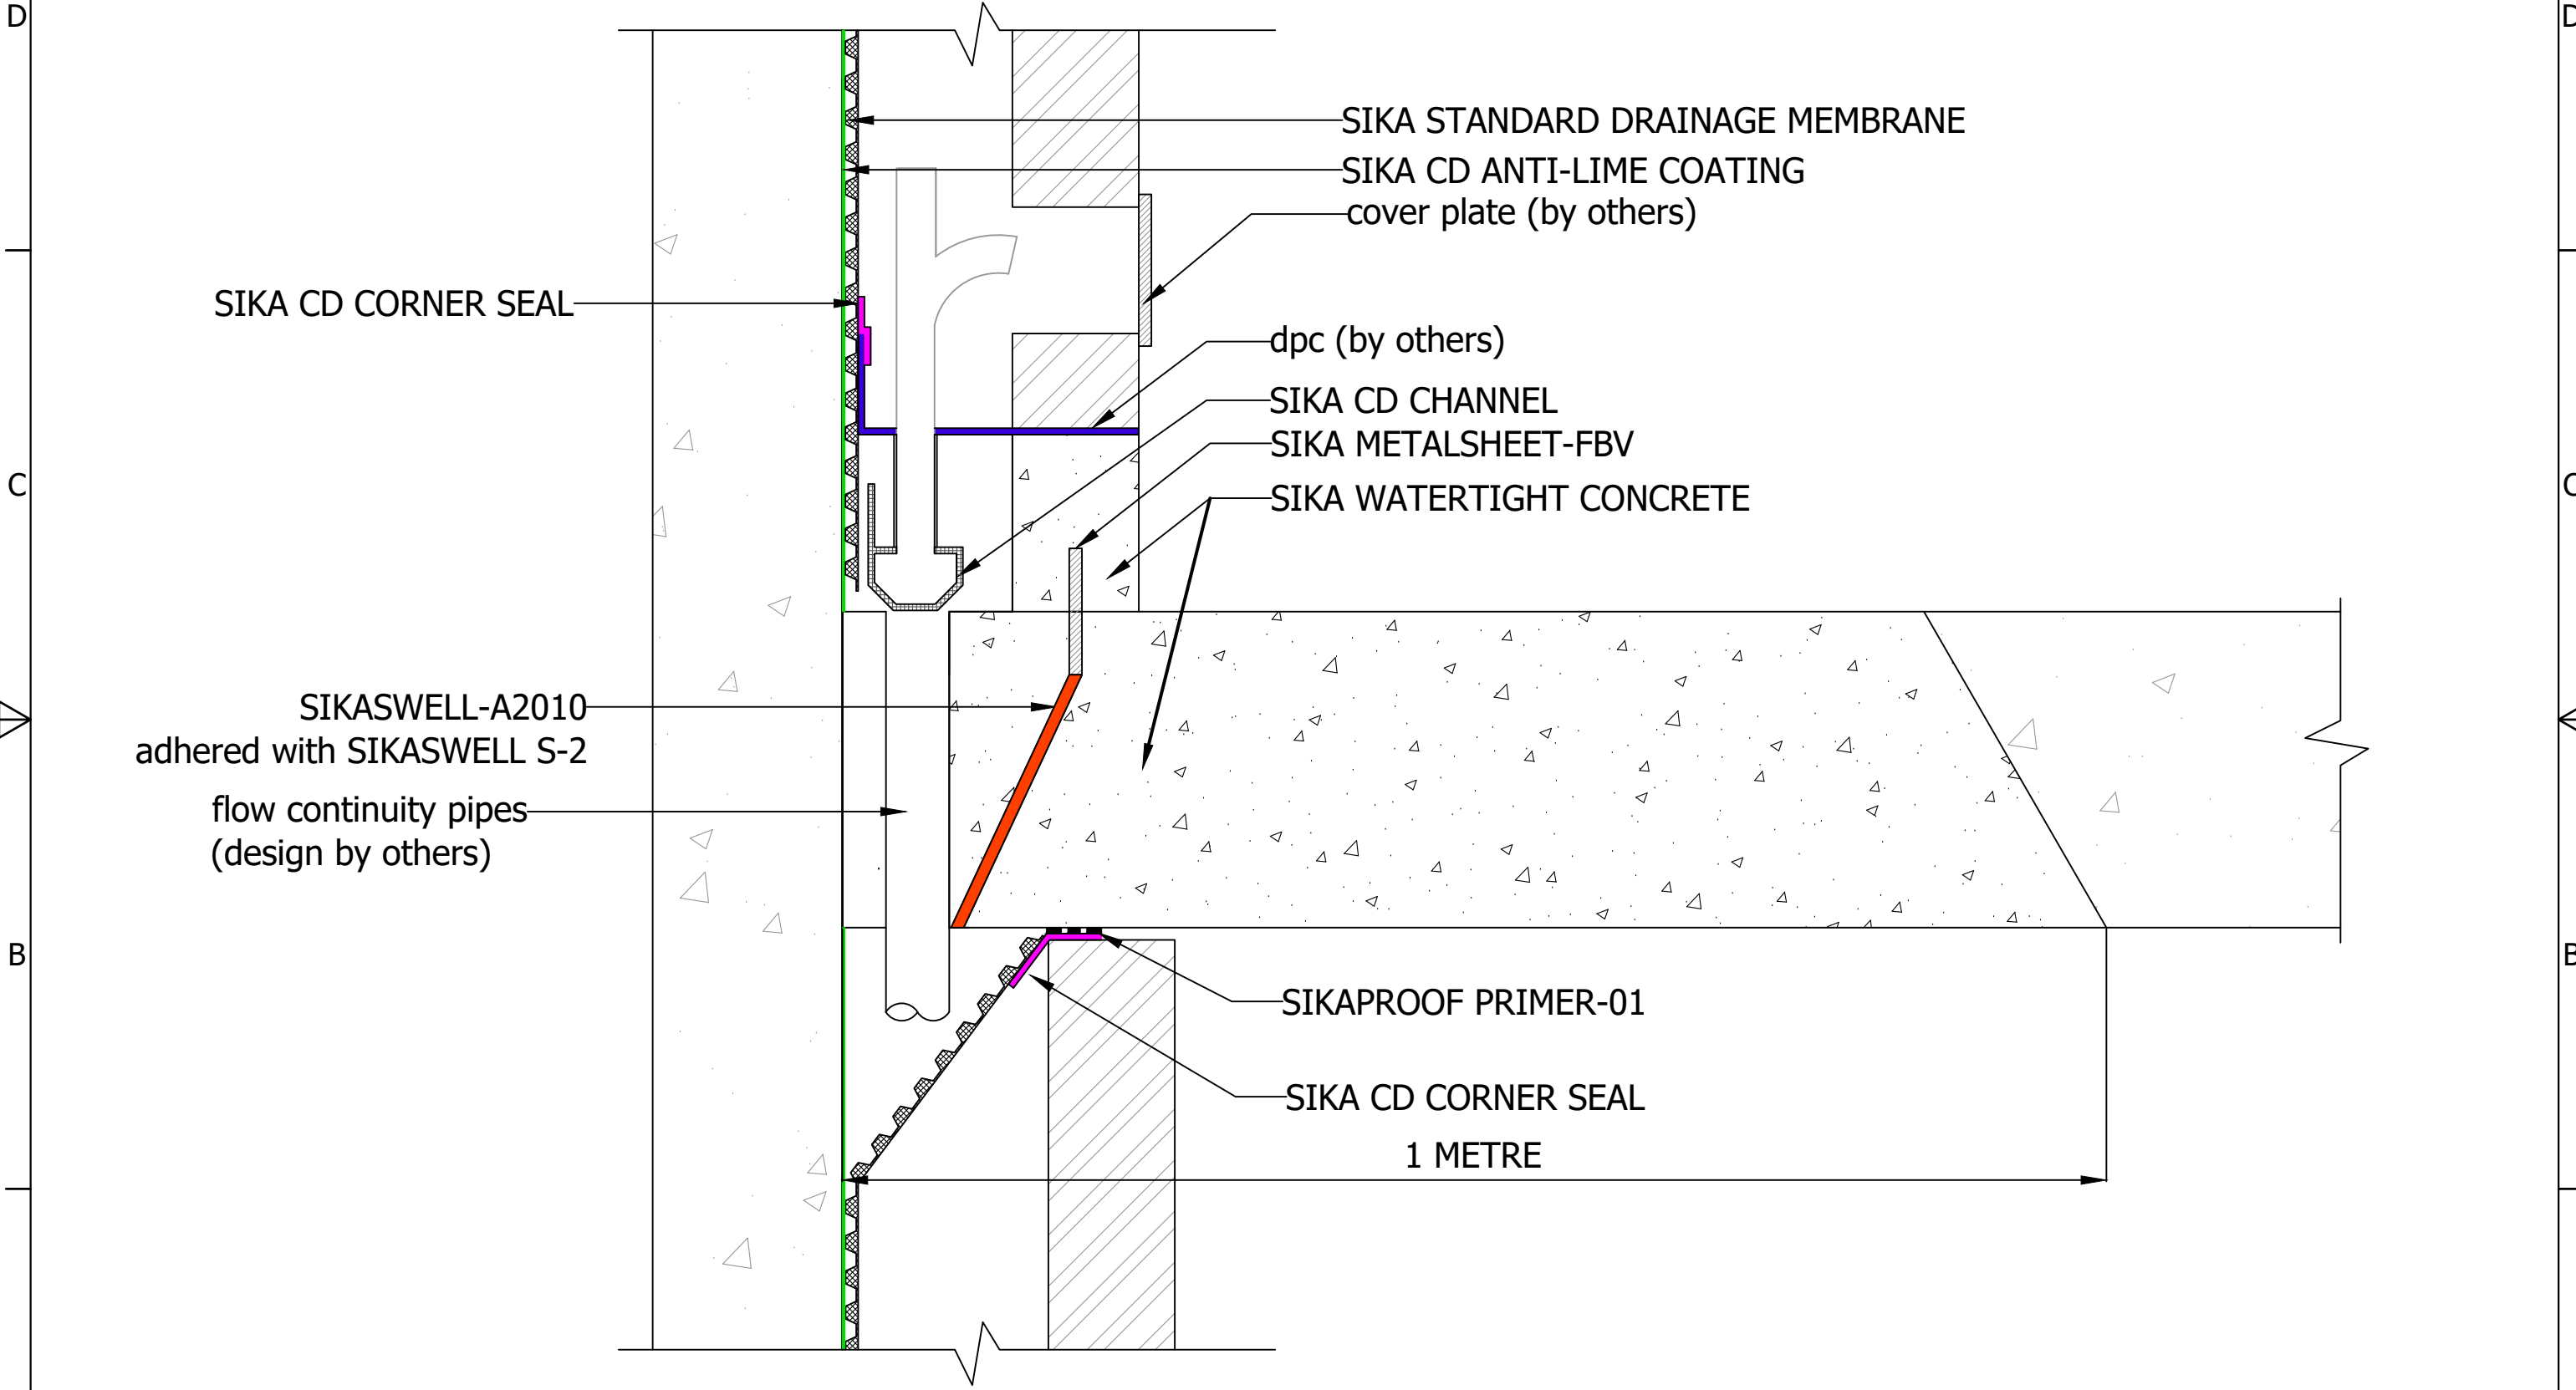 D
D
SIKA STANDARD DRAINAGE MEMBRANE
SIKA CD ANTI-LIME COATING
cover plate (by others)
SIKA CD CORNER SEAL
dpc (by others)
SIKA CD CHANNEL
SIKA METALSHEET-FBV
SIKA WATERTIGHT CONCRETE
C
C
SIKASWELL-A2010
adhered with SIKASWELL S-2
flow continuity pipes
(design by others)
B
B
SIKAPROOF PRIMER-01
SIKA CD CORNER SEAL
1 METRE